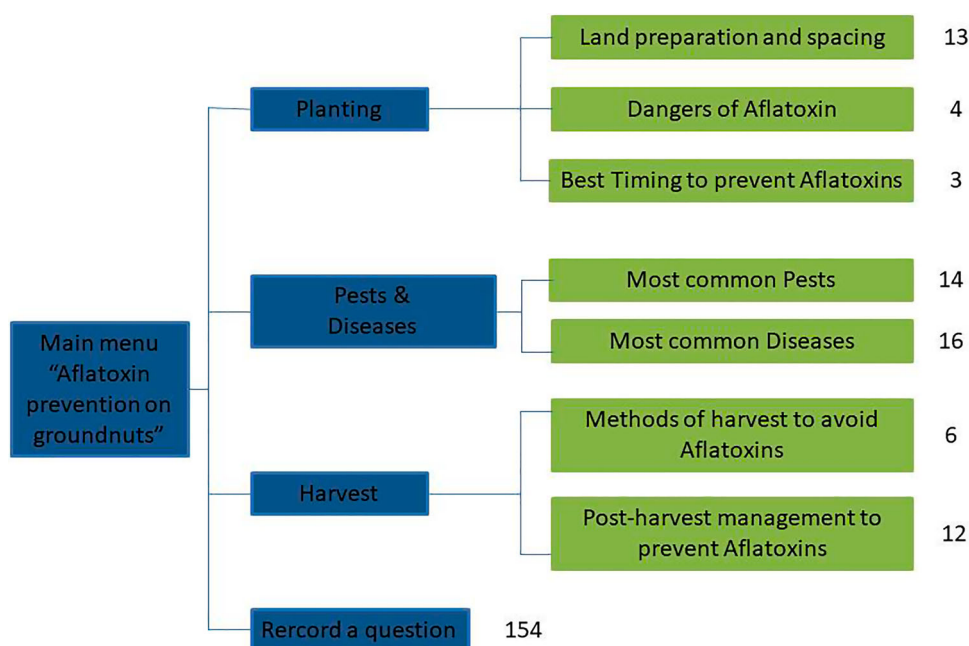 Main menu
“Aflatoxin
prevention on
groundnuts”
Planting
Land preparation and spacing 13
Dangers of Aflatoxin 4
Best Timing to prevent Aflatoxins 3
Pests &
Diseases
Most common Pests 14
Most common Diseases 16
Harvest
Methods of harvest to avoid
Aflatoxins
6
Post-harvest management to
prevent Aflatoxins
12
Rercord a question 154